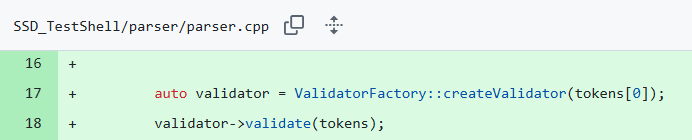 SSD_TestShell/parser/parser.cpp
16 +
17 + auto validator = ValidatorFactory::createValidator(tokens[0]);
18 + validator->validate(tokens);